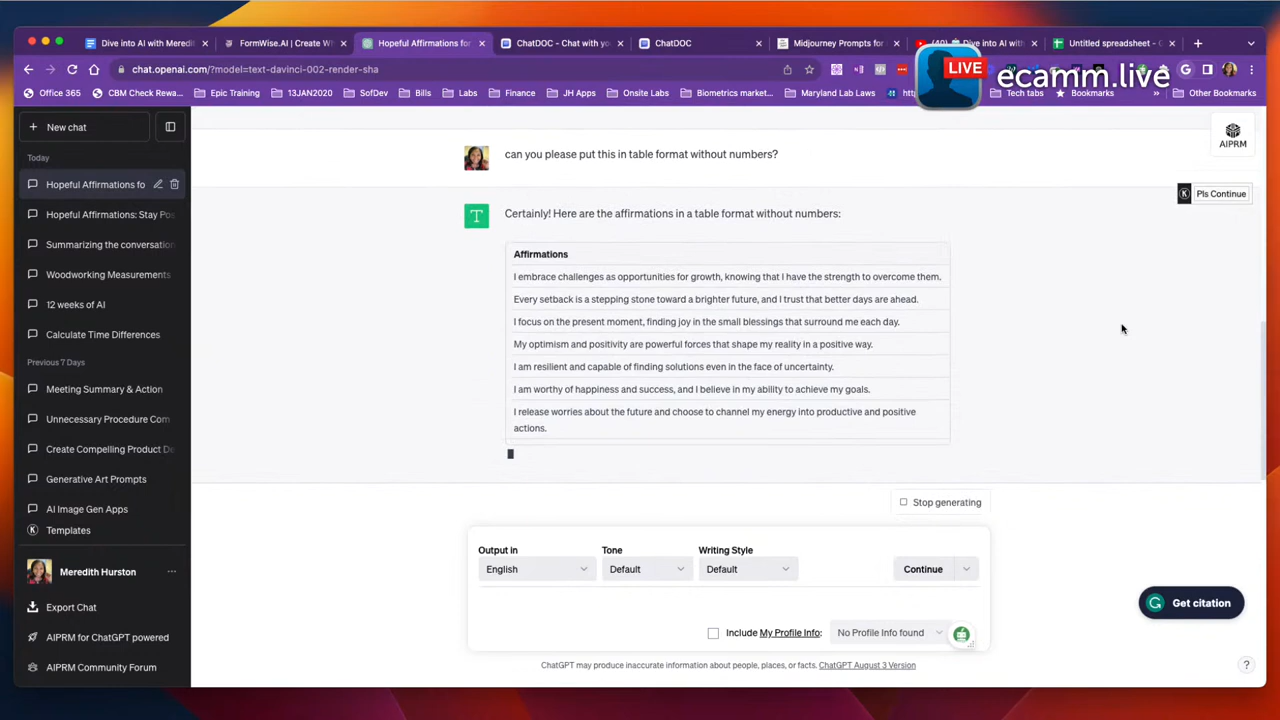 Dive into AI with Meredit
FormWise.AI | Create Wh
Hopeful Affirmations for
ChatDOC - Chat with yo
ChatDOC
Midjourney Prompts for
Dive into AI with
Untitled spreadsheet - G
LIVE
ecamm.live
chat.openai.com/?model=text-davinci-002-render-sha
Office 365
CBM Check Rewa...
Epic Training
13JAN2020
SofDev
Bills
Labs
Finance
JH Apps
Onsite Labs
Biometrics market...
Maryland Lab Laws
Tech tabs
Bookmarks
Other Bookmarks
New chat
Today
Hopeful Affirmations fo
Hopeful Affirmations: Stay Pos
Summarizing the conversation
Woodworking Measurements
12 weeks of AI
Calculate Time Differences
Previous 7 Days
Meeting Summary & Action
Unnecessary Procedure Com
Create Compelling Product De
Generative Art Prompts
AI Image Gen Apps
Templates
Meredith Hurston
Export Chat
AIPRM for ChatGPT powered
AIPRM Community Forum
can you please put this in table format without numbers?
AIPRM
K Pls Continue
Certainly! Here are the affirmations in a table format without numbers:
Affirmations
I embrace challenges as opportunities for growth, knowing that I have the strength to overcome them.
Every setback is a stepping stone toward a brighter future, and I trust that better days are ahead.
I focus on the present moment, finding joy in the small blessings that surround me each day.
My optimism and positivity are powerful forces that shape my reality in a positive way.
I am resilient and capable of finding solutions even in the face of uncertainty.
I am worthy of happiness and success, and I believe in my ability to achieve my goals.
I release worries about the future and choose to channel my energy into productive and positive
actions.
Stop generating
Output in
Tone
Writing Style
English
Default
Default
Continue
Include My Profile Info:
No Profile Info found
Get citation
ChatGPT may produce inaccurate information about people, places, or facts. ChatGPT August 3 Version
?